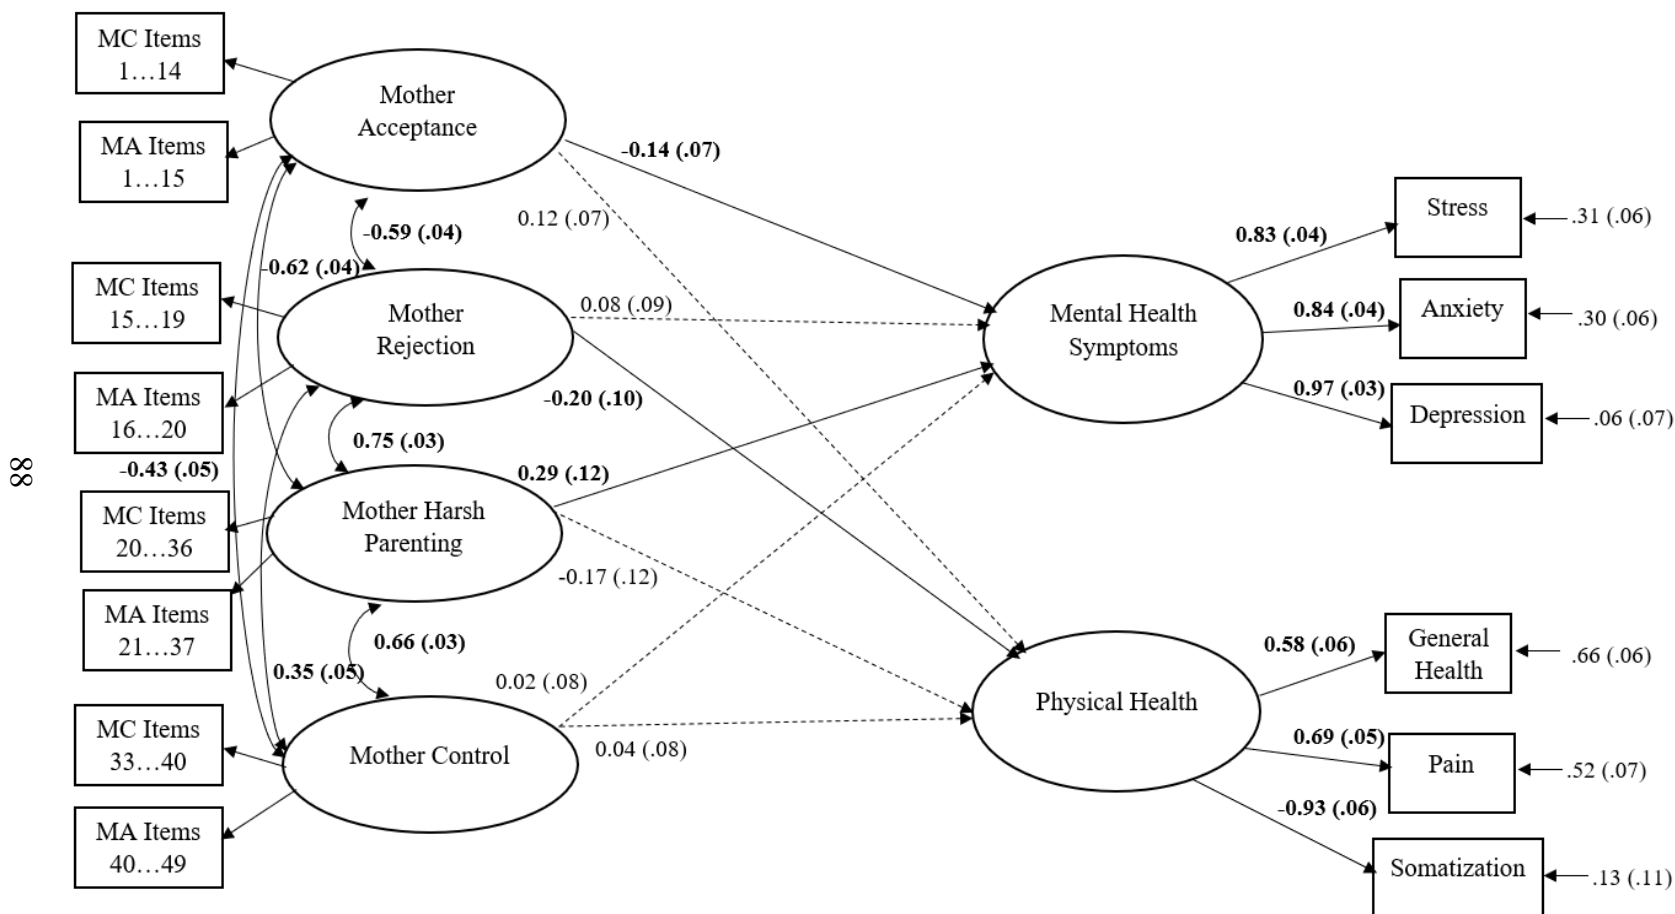 MC Items
1…14
MA Items
1…15
Mother
Acceptance
-0.14 (.07)
0.12 (.07)
-0.59 (.04)
-0.62 (.04)
MC Items
15…19
MA Items
16…20
Mother
Rejection
0.08 (.09)
-0.20 (.10)
0.75 (.03)
-0.43 (.05)
88
MC Items
20…36
MA Items
21…37
Mother Harsh
Parenting
0.29 (.12)
-0.17 (.12)
0.66 (.03)
0.35 (.05)
MC Items
33…40
MA Items
40…49
Mother Control
0.02 (.08)
0.04 (.08)
Mental Health
Symptoms
0.83 (.04)
Stress
.31 (.06)
0.84 (.04)
Anxiety
.30 (.06)
0.97 (.03)
Depression
.06 (.07)
Physical Health
0.58 (.06)
General
Health
.66 (.06)
0.69 (.05)
Pain
.52 (.07)
-0.93 (.06)
Somatization
.13 (.11)